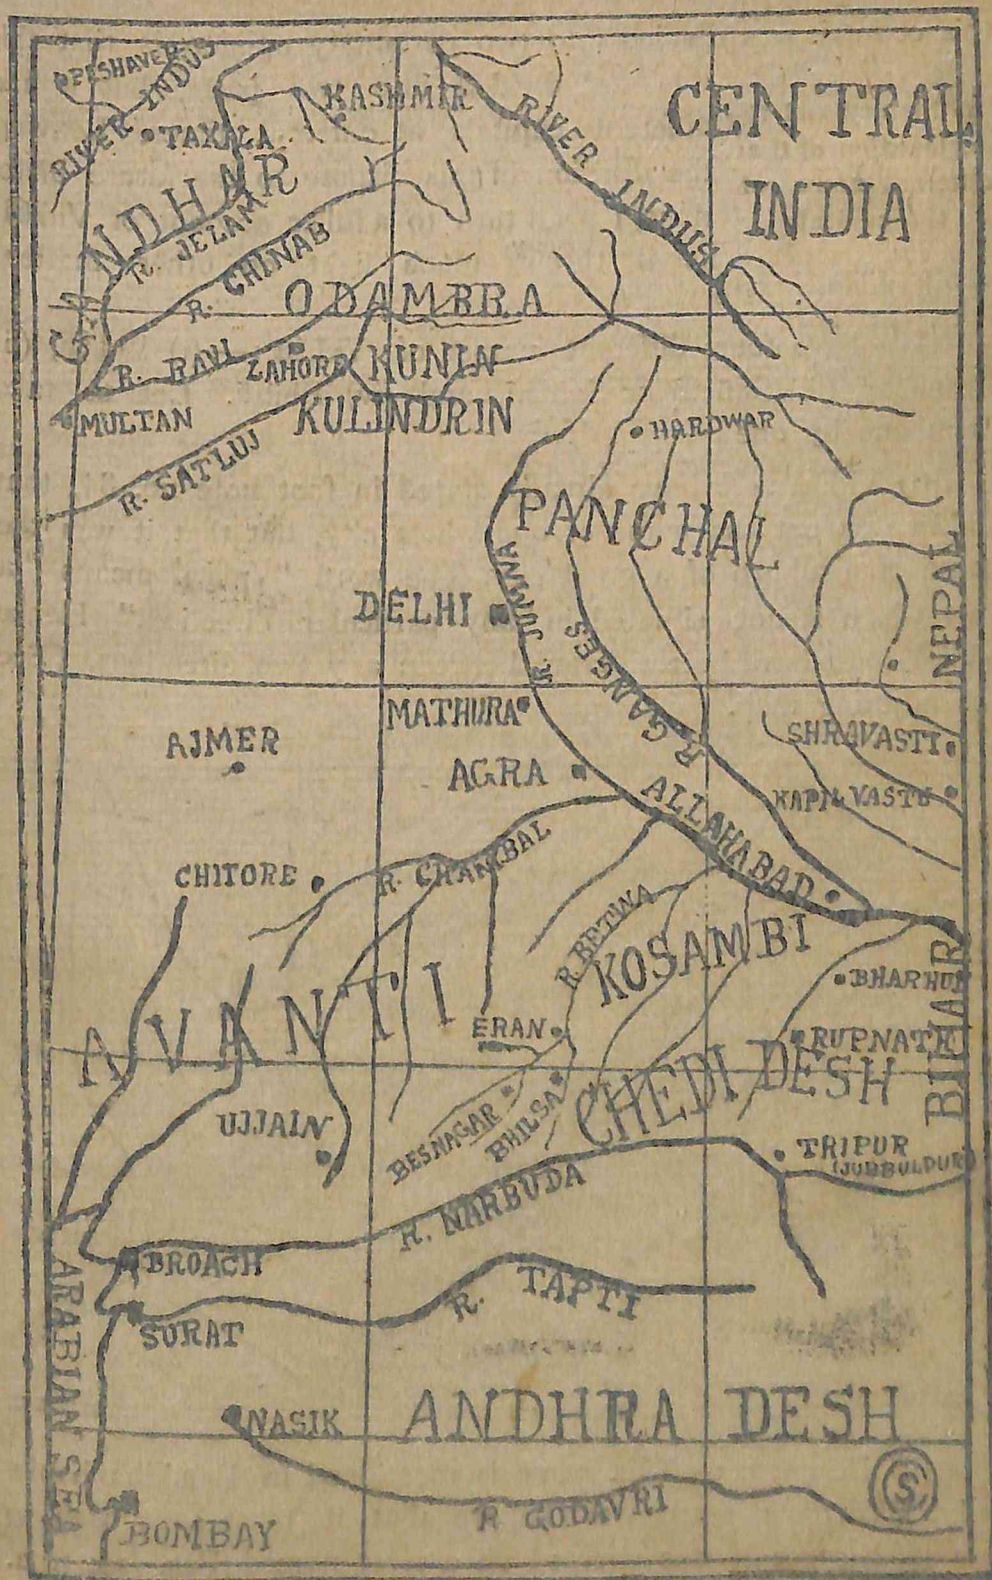 PESHAVER
RIVER INDUS
TAXILA
KASHMIR
RIVER INDUS
CENTRAL
INDIA
GANDHAR
R. JELAM
R. CHINAB
ODAMBRA
R. RAVI
LAHORE
KUNIN
MULTAN
KULINDRIN
R. SATLUJ
HARDWAR
PANCHAL
DELHI
R. JUMNA
R GANGES
NEPAL
MATHURA
AJMER
AGRA
SHRAVASTI
KAPILVASTU
ALLAHABAD
CHITORE
R. CHAMBAL
R BETWA
KOSAMBI
BHARHUT
AVANTI
ERAN
RUPNATH
BIHAR
CHEDI DESH
UJJAIN
BESNAGAR
BHILSA
TRIPUR
R. NARBUDA
BROACH
R. TAPTI
SURAT
ARABIAN SEA
NASIK
ANDHRA DESH
R GODAVRI
S
BOMBAY